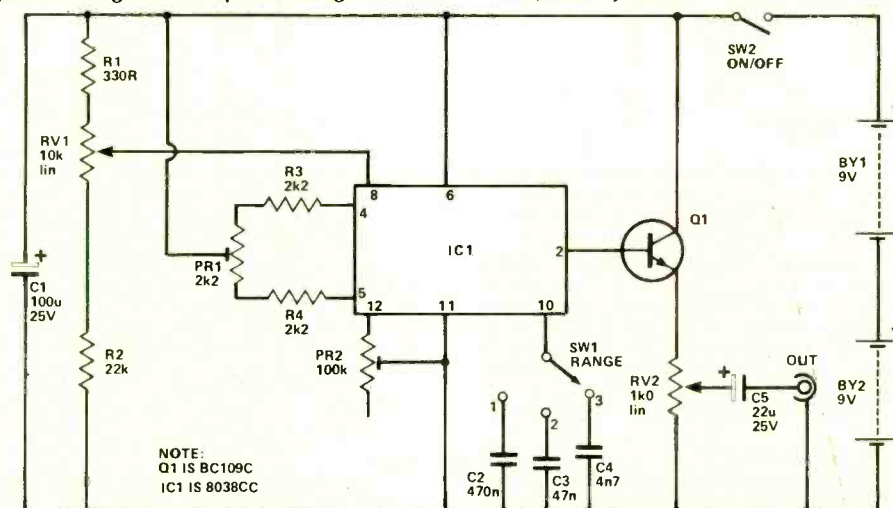 R1
330R
RV1
10k
lin
C1
100u
25V
+
R2
22k
R3
2k2
PR1
2k2
R4
2k2
PR2
100k
8
6
4
5
12
11
10
2
IC1
Q1
SW2
ON/OFF
BY1
9V
BY2
9V
SW1
RANGE
1
2
3
C2
470n
C3
47n
C4
4n7
RV2
1k0
lin
+
C5
22u
25V
OUT
NOTE:
Q1 IS BC109C
IC1 IS 8038CC